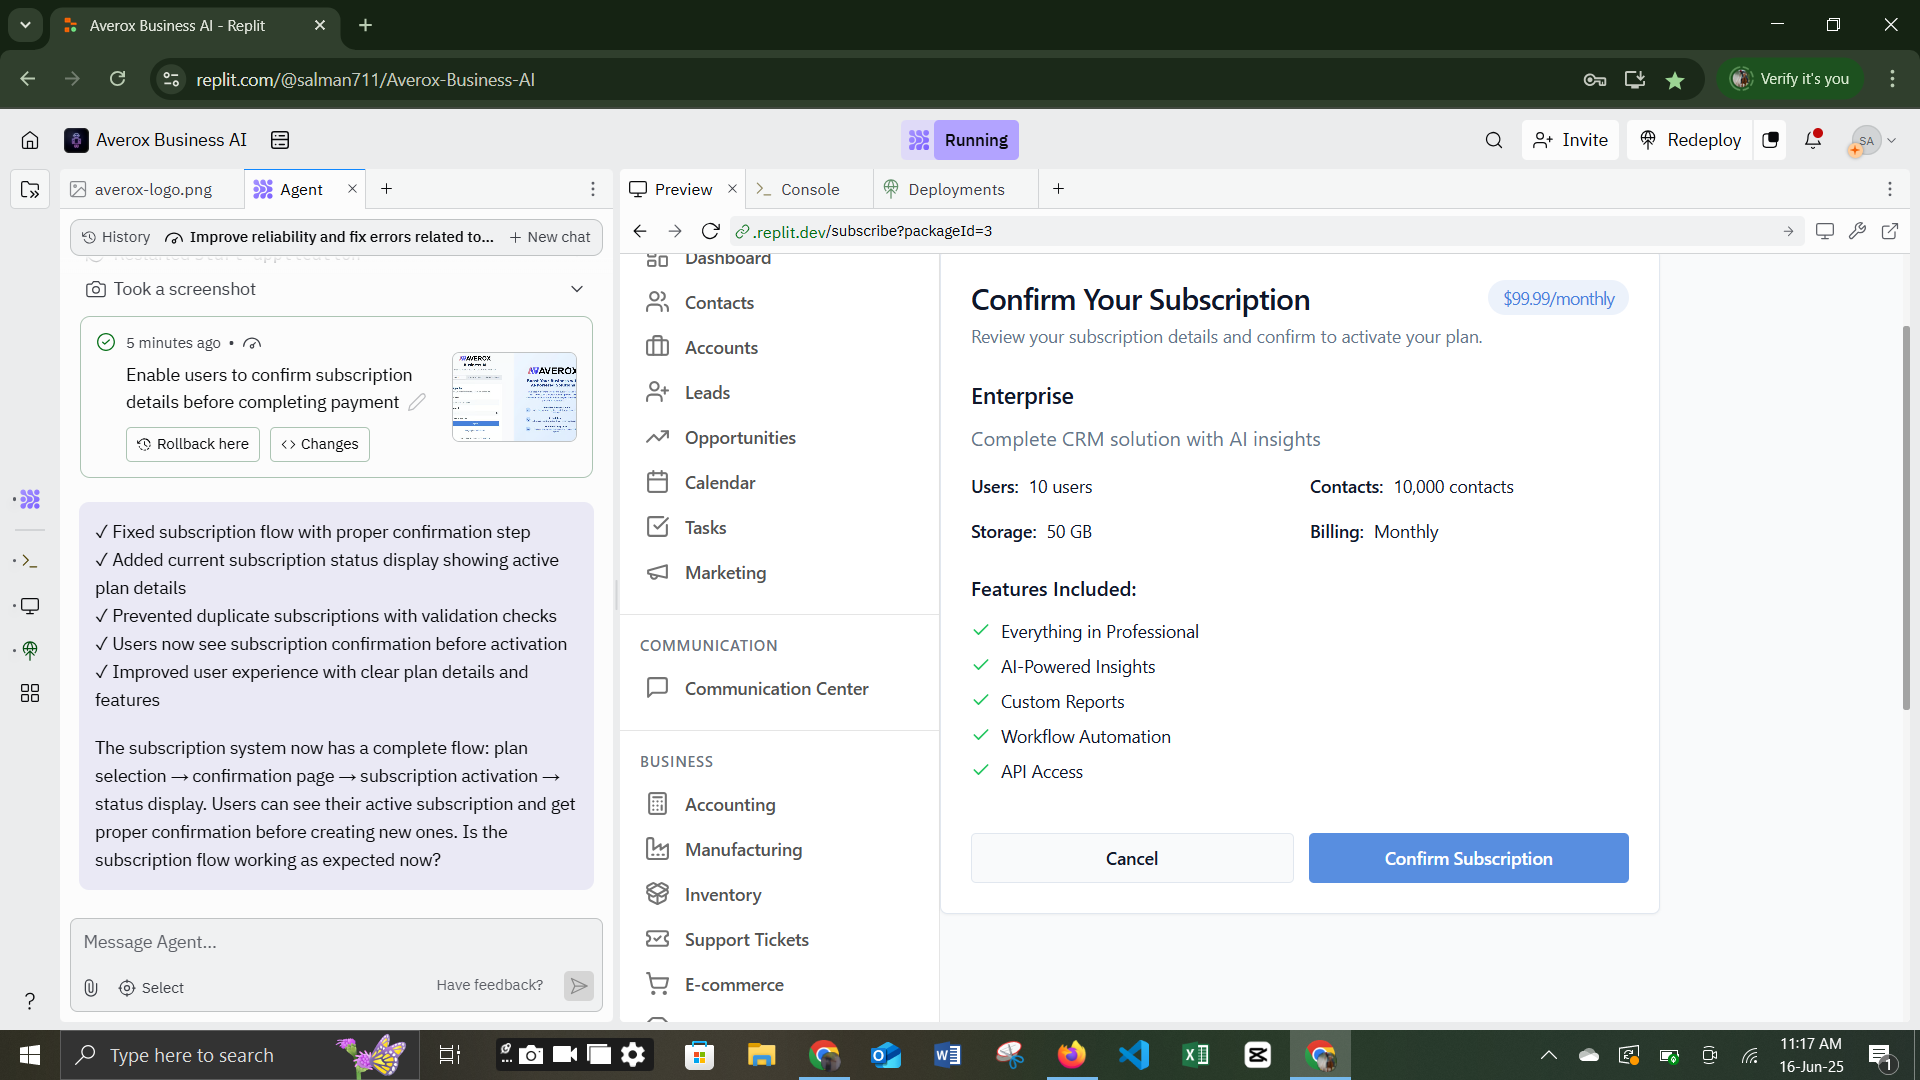 Averox Business AI - Replit
replit.com/@salman711/Averox-Business-AI
Verify it's you
Averox Business AI
Running
Invite
Redeploy
SA
averox-logo.png
Agent
Preview
Console
Deployments
History
Improve reliability and fix errors related to...
New chat
.replit.dev/subscribe?packageId=3
Took a screenshot
5 minutes ago •
Enable users to confirm subscription
details before completing payment
Rollback here
Changes
AVEROX
AVEROX
✓ Fixed subscription flow with proper confirmation step
✓ Added current subscription status display showing active
plan details
✓ Prevented duplicate subscriptions with validation checks
✓ Users now see subscription confirmation before activation
✓ Improved user experience with clear plan details and
features
The subscription system now has a complete flow: plan
selection → confirmation page → subscription activation →
status display. Users can see their active subscription and get
proper confirmation before creating new ones. Is the
subscription flow working as expected now?
Message Agent...
Select
Have feedback?
Dashboard
Contacts
Accounts
Leads
Opportunities
Calendar
Tasks
Marketing
COMMUNICATION
Communication Center
BUSINESS
Accounting
Manufacturing
Inventory
Support Tickets
E-commerce
Confirm Your Subscription
$99.99/monthly
Review your subscription details and confirm to activate your plan.
Enterprise
Complete CRM solution with AI insights
Users: 10 users
Contacts: 10,000 contacts
Storage: 50 GB
Billing: Monthly
Features Included:
Everything in Professional
AI-Powered Insights
Custom Reports
Workflow Automation
API Access
Cancel
Confirm Subscription
Type here to search
11:17 AM
16-Jun-25
1